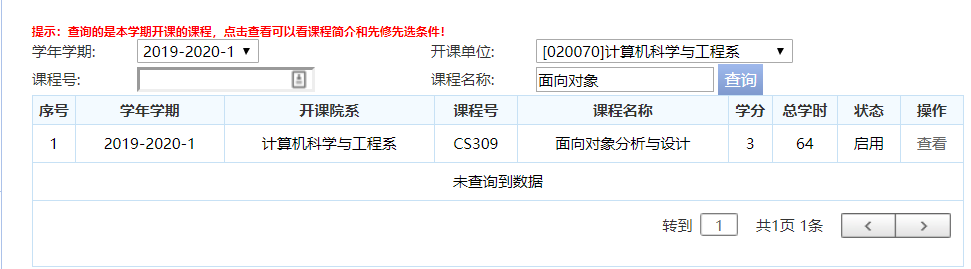 提示：查询的是本学期开课的课程，点击查看可以看课程简介和先修先选条件！
学年学期: 2019-2020-1 开课单位: [020070]计算机科学与工程系
课程号: 课程名称: 面向对象 查询
序号 学年学期 开课院系 课程号 课程名称 学分 总学时 状态 操作
1 2019-2020-1 计算机科学与工程系 CS309 面向对象分析与设计 3 64 启用 查看
未查询到数据
转到 1 共1页 1条